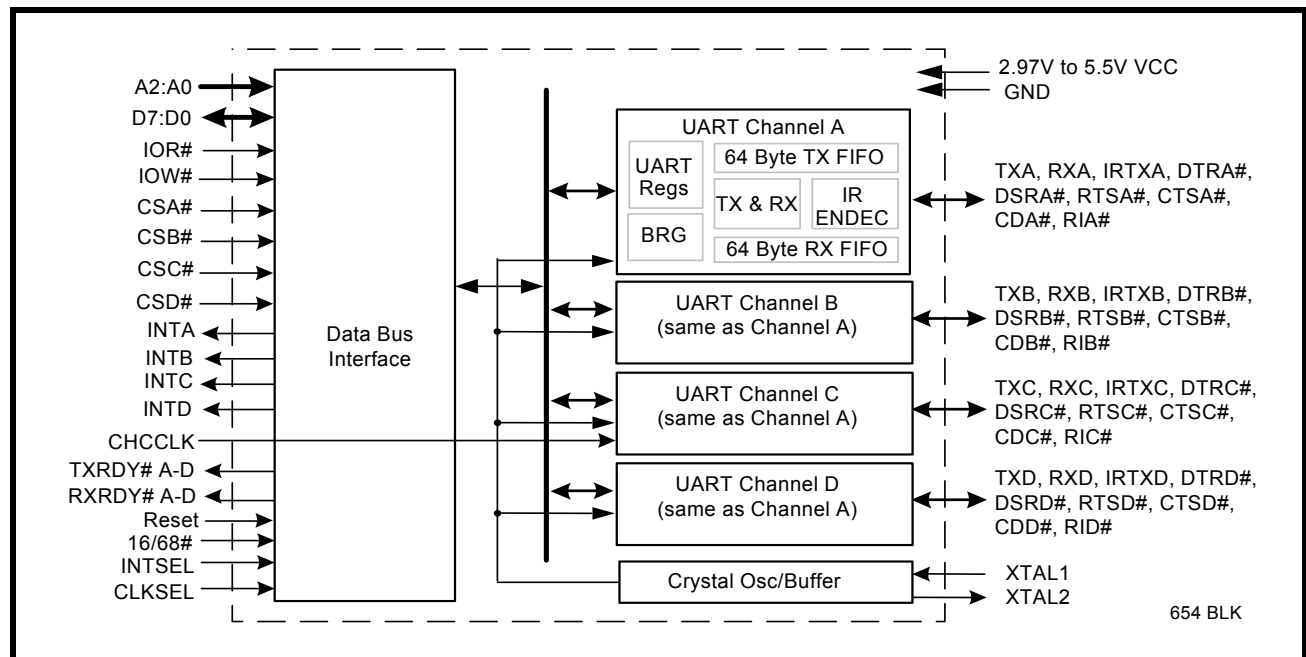 A2:A0
D7:D0
IOR#
IOW#
CSA#
CSB#
CSC#
CSD#
INTA
INTB
INTC
INTD
CHCCLK
TXRDY# A-D
RXRDY# A-D
Reset
16/68#
INTSEL
CLKSEL
Data Bus
Interface
UART Channel A
UART
Regs
BRG
64 Byte TX FIFO
TX & RX
IR
ENDEC
64 Byte RX FIFO
UART Channel B
(same as Channel A)
UART Channel C
(same as Channel A)
UART Channel D
(same as Channel A)
Crystal Osc/Buffer
2.97V to 5.5V VCC
GND
TXA, RXA, IRTXA, DTRA#,
DSRA#, RTSA#, CTSA#,
CDA#, RIA#
TXB, RXB, IRTXB, DTRB#,
DSRB#, RTSB#, CTSB#,
CDB#, RIB#
TXC, RXC, IRTXC, DTRC#,
DSRC#, RTSC#, CTSC#,
CDC#, RIC#
TXD, RXD, IRTXD, DTRD#,
DSRD#, RTSD#, CTSD#,
CDD#, RID#
XTAL1
XTAL2
654 BLK